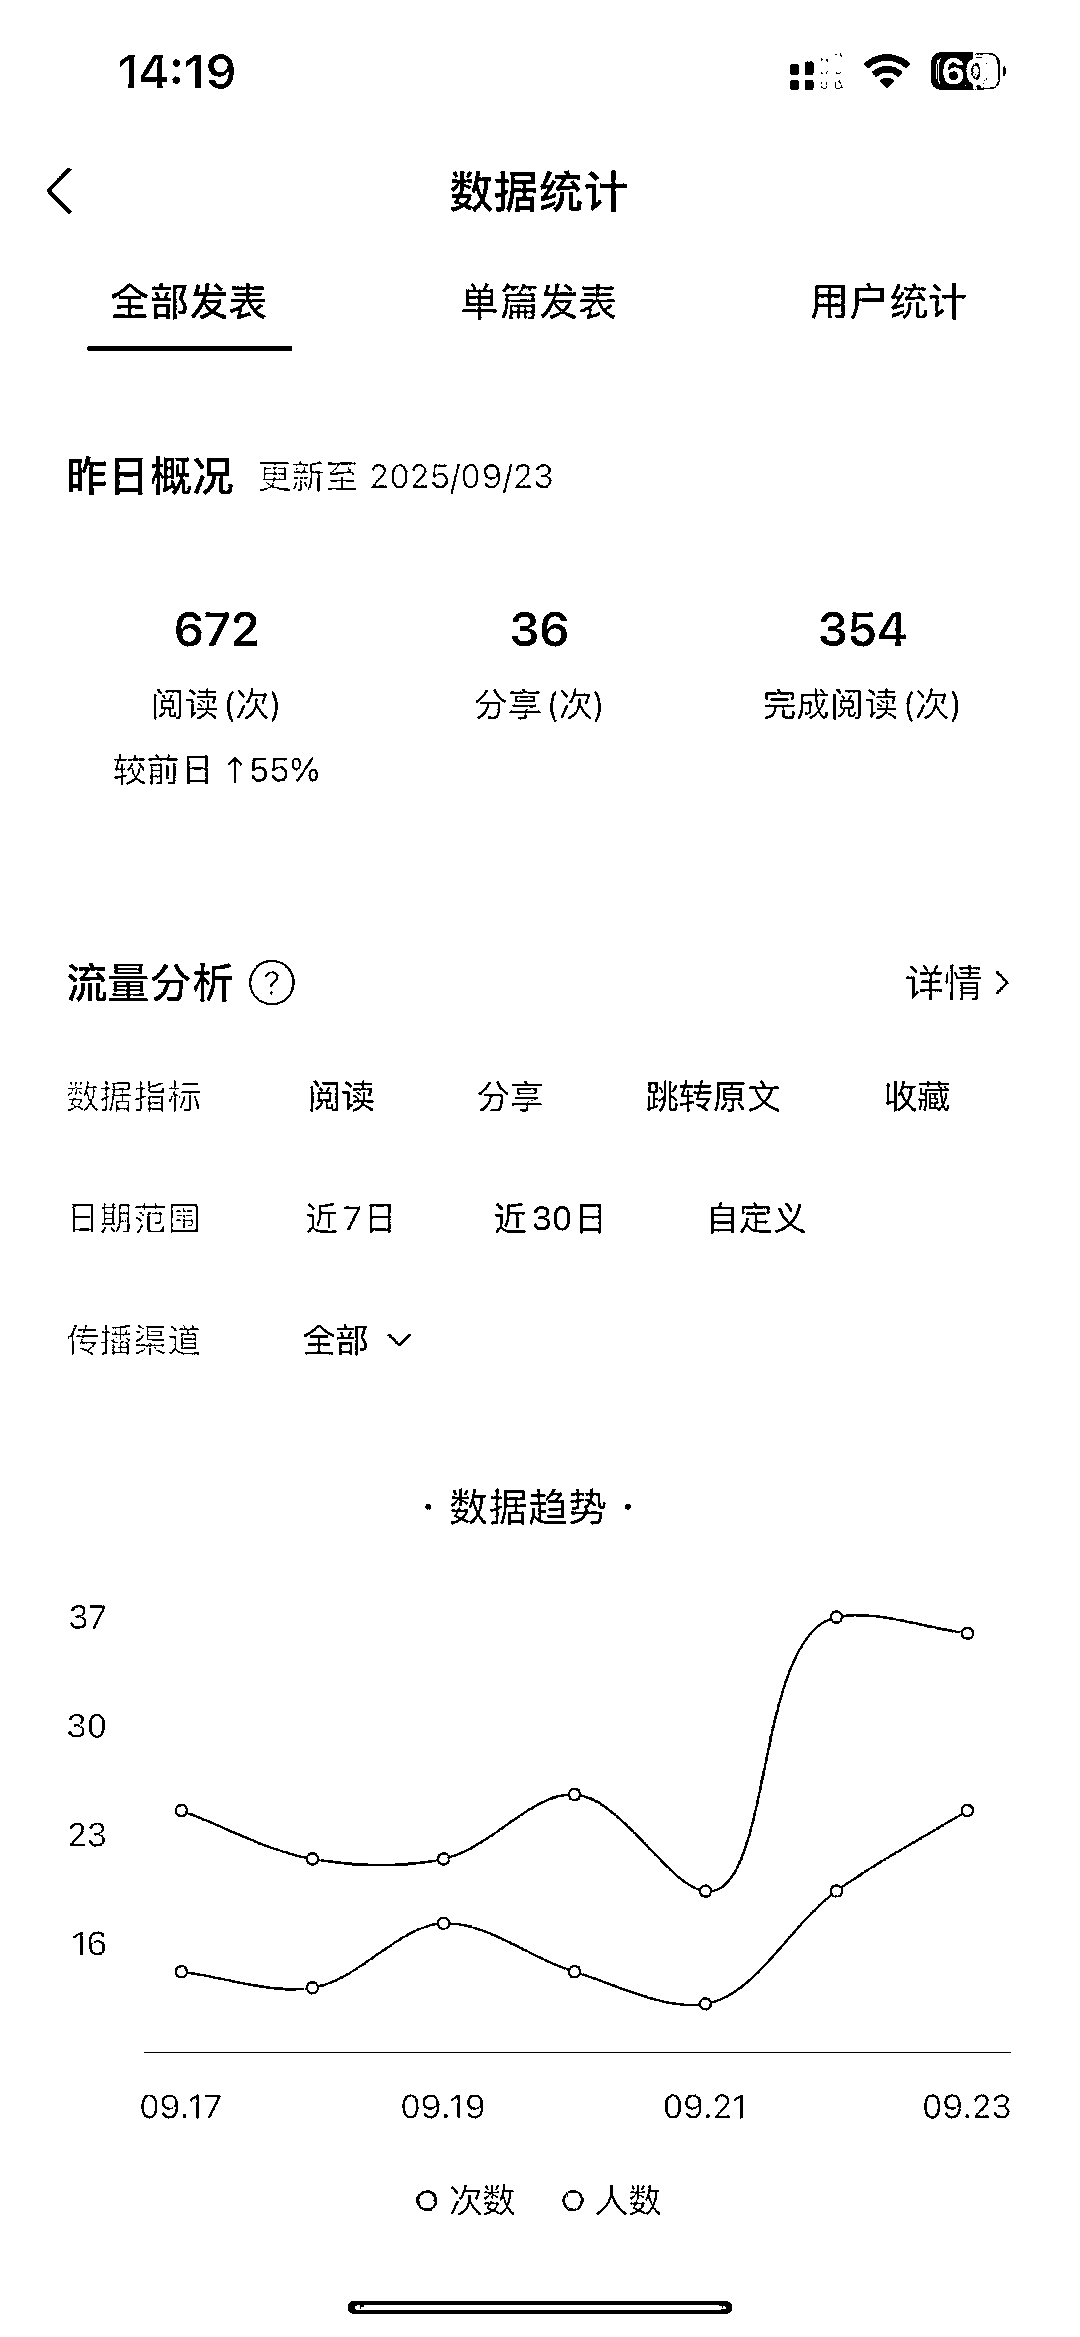 14:19
数据统计
全部发表 单篇发表 用户统计
昨日概况 更新至 2025/09/23
672 36 354
阅读(次) 分享(次) 完成阅读(次)
较前日 ↑55%
流量分析 ? 详情 >
数据指标 阅读 分享 跳转原文 收藏
日期范围 近7日 近30日 自定义
传播渠道 全部
· 数据趋势 ·
37
30
23
16
09.17 09.19 09.21 09.23
次数 人数